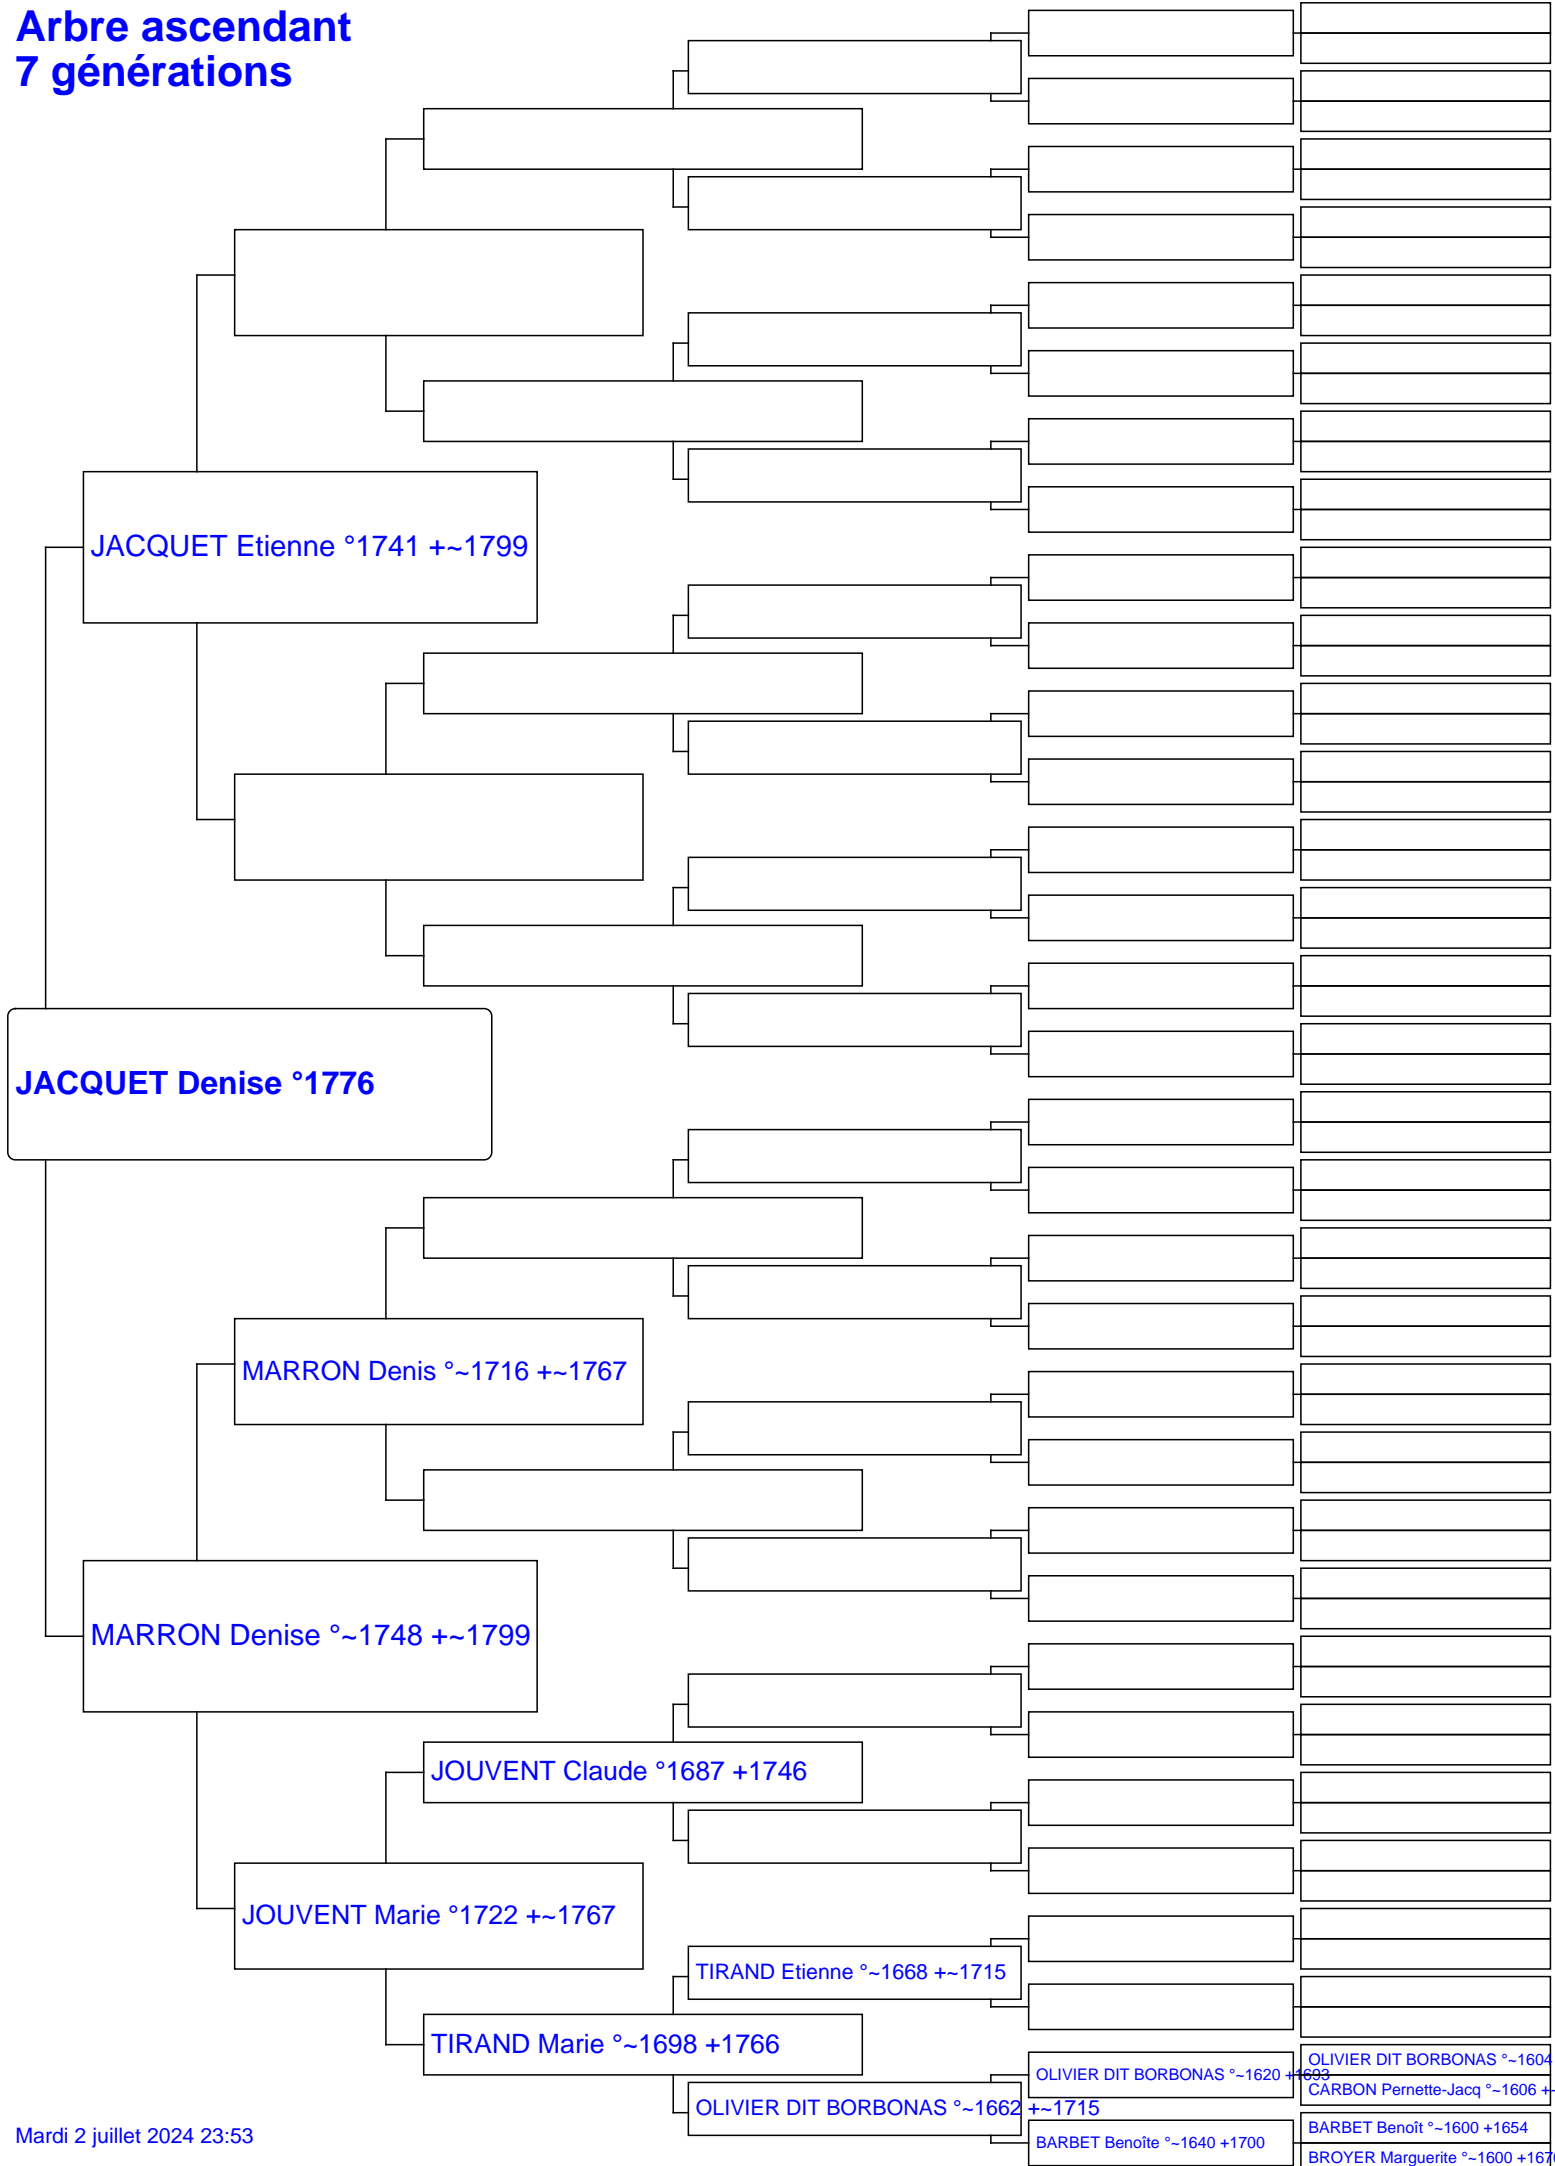 Arbre ascendant
7 générations
JACQUET Etienne °1741 +~1799
JACQUET Denise °1776
MARRON Denis °~1716 +~1767
MARRON Denise °~1748 +~1799
JOUVENT Claude °1687 +1746
JOUVENT Marie °1722 +~1767
TIRAND Etienne °~1668 +~1715
TIRAND Marie °~1698 +1766
OLIVIER DIT BORBONAS °~1604
OLIVIER DIT BORBONAS °~1620 +1693
CARBON Pernette-Jacq °~1606 +~
OLIVIER DIT BORBONAS °~1662 +~1715
BARBET Benoît °~1600 +1654
BARBET Benoîte °~1640 +1700
BROYER Marguerite °~1600 +1670
Mardi 2 juillet 2024 23:53